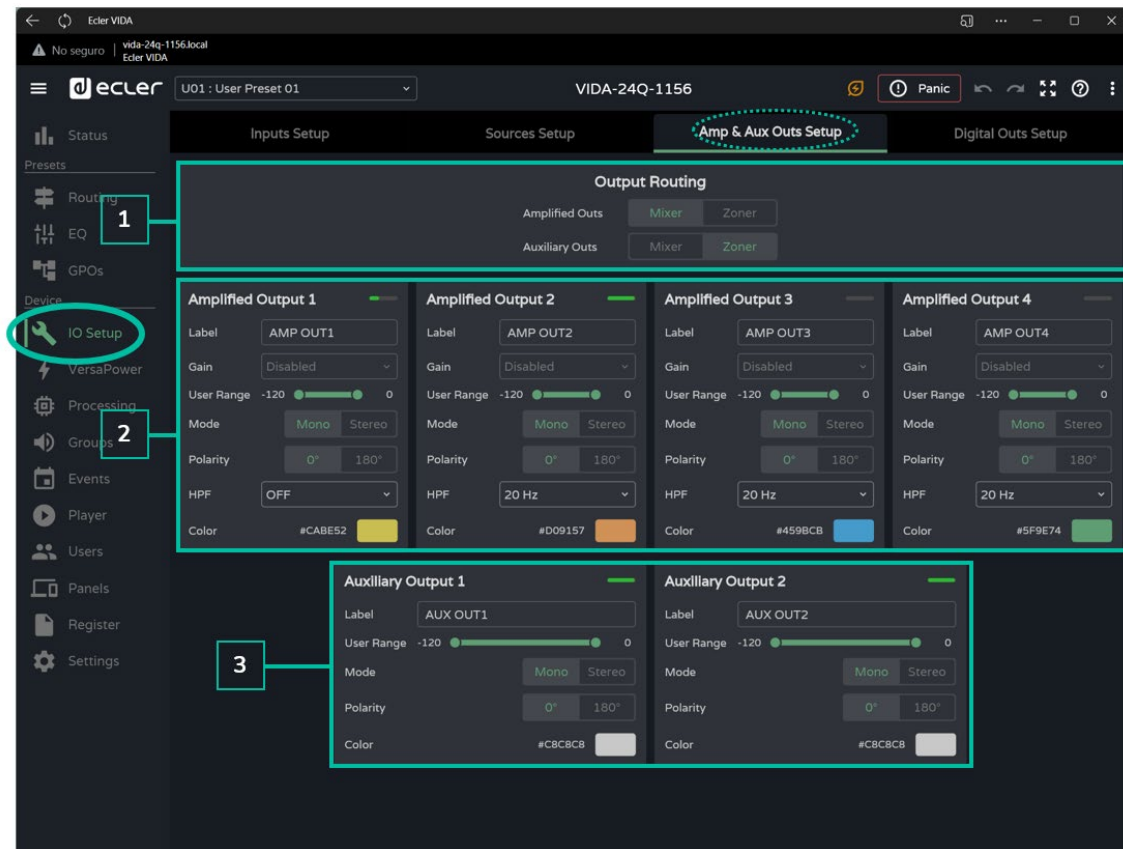 Ecler VIDA
No seguro
vida-24q-1156.local
Ecler VIDA
ecler
U01 : User Preset 01
VIDA-24Q-1156
Panic
Status
Presets
Routing
EQ
GPOs
Device
IO Setup
VersaPower
Processing
Groups
Events
Player
Users
Panels
Register
Settings
Inputs Setup
Sources Setup
Amp & Aux Outs Setup
Digital Outs Setup
1
Output Routing
Amplified Outs Mixer Zoner
Auxiliary Outs Mixer Zoner
2
Amplified Output 1
Label AMP OUT1
Gain Disabled
User Range -120 0
Mode Mono Stereo
Polarity 0° 180°
HPF OFF
Color #CABE52
Amplified Output 2
Label AMP OUT2
Gain Disabled
User Range -120 0
Mode Mono Stereo
Polarity 0° 180°
HPF 20 Hz
Color #D09157
Amplified Output 3
Label AMP OUT3
Gain Disabled
User Range -120 0
Mode Mono Stereo
Polarity 0° 180°
HPF 20 Hz
Color #459BCB
Amplified Output 4
Label AMP OUT4
Gain Disabled
User Range -120 0
Mode Mono Stereo
Polarity 0° 180°
HPF 20 Hz
Color #5F9E74
3
Auxiliary Output 1
Label AUX OUT1
User Range -120 0
Mode Mono Stereo
Polarity 0° 180°
Color #C8C8C8
Auxiliary Output 2
Label AUX OUT2
User Range -120 0
Mode Mono Stereo
Polarity 0° 180°
Color #C8C8C8